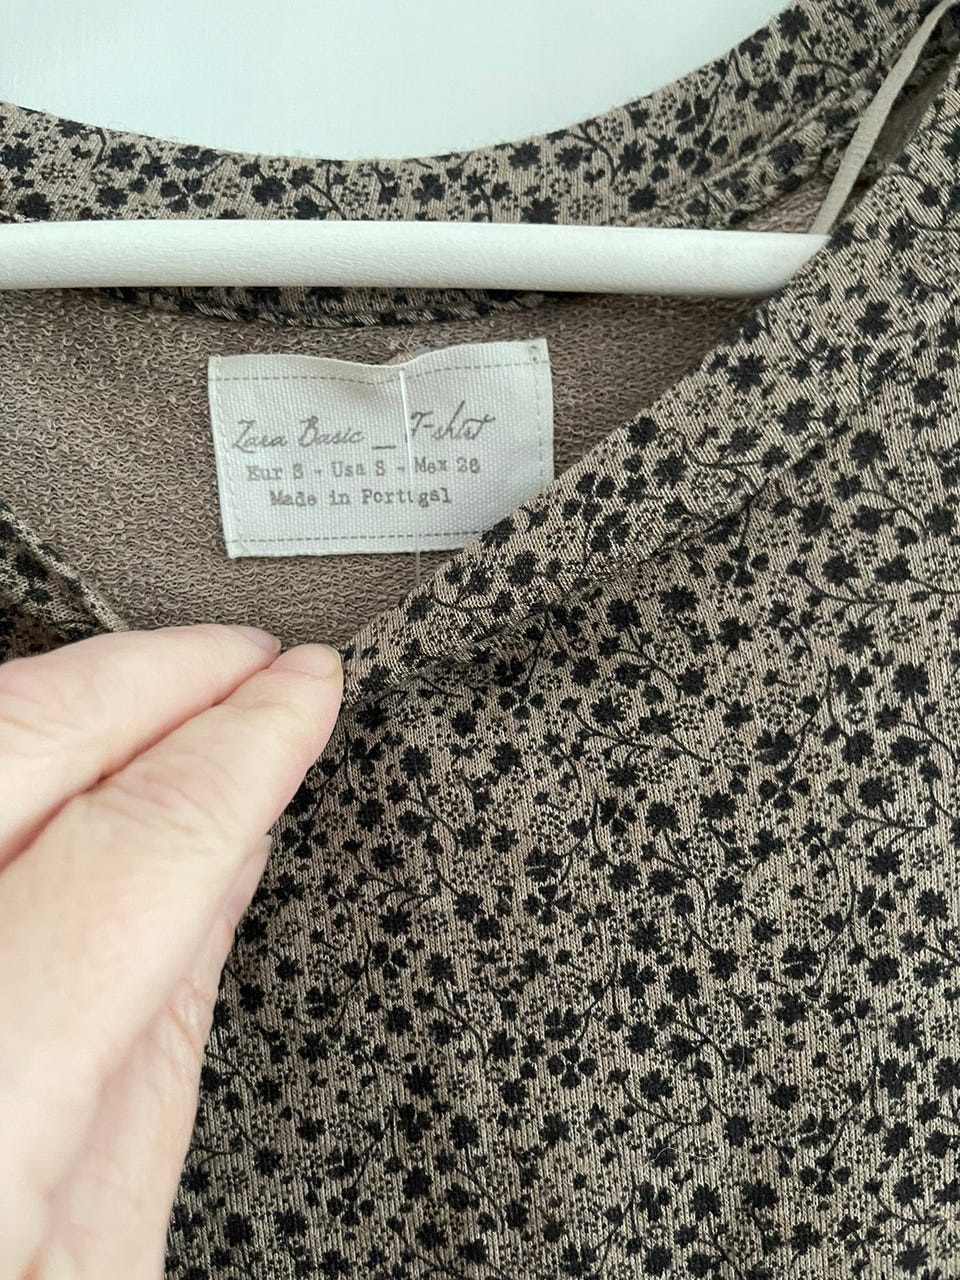 Zara Basic _ T-shirt
Eur S - Usa S - Mex 26
Made in Portugal